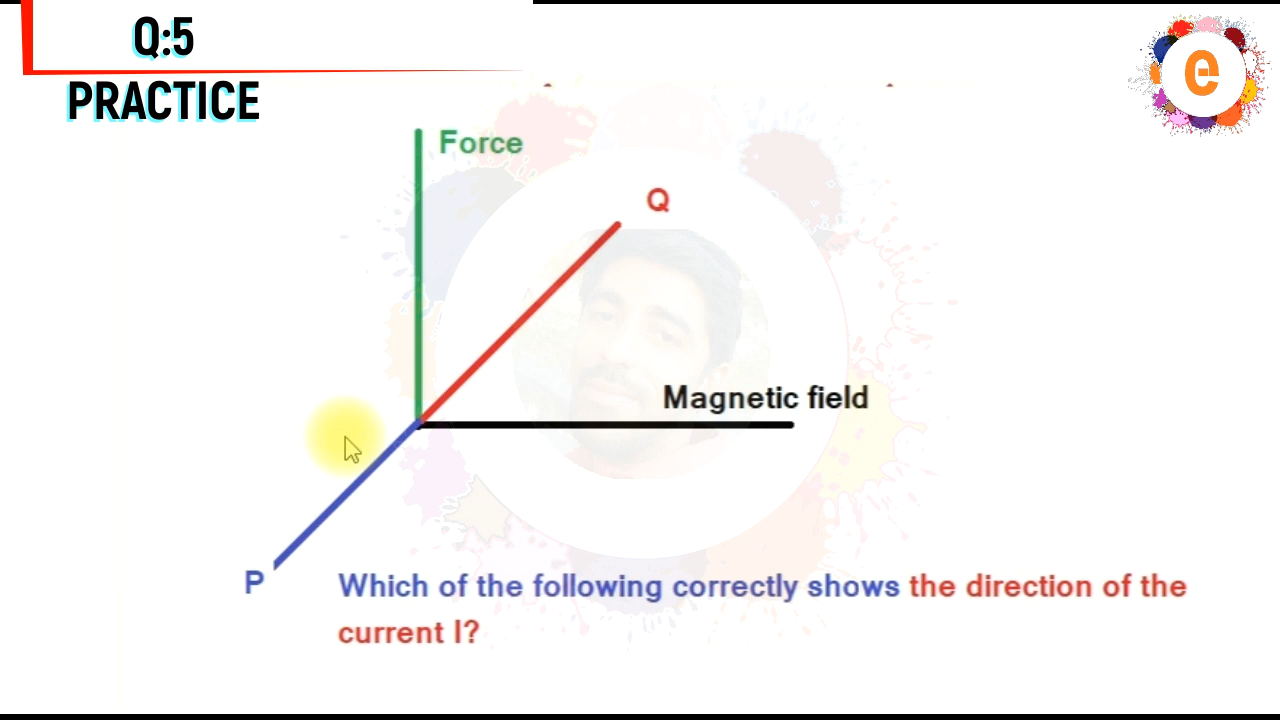 Q:5
PRACTICE
e
Force
Q
Magnetic field
P
Which of the following correctly shows the direction of the
current I?